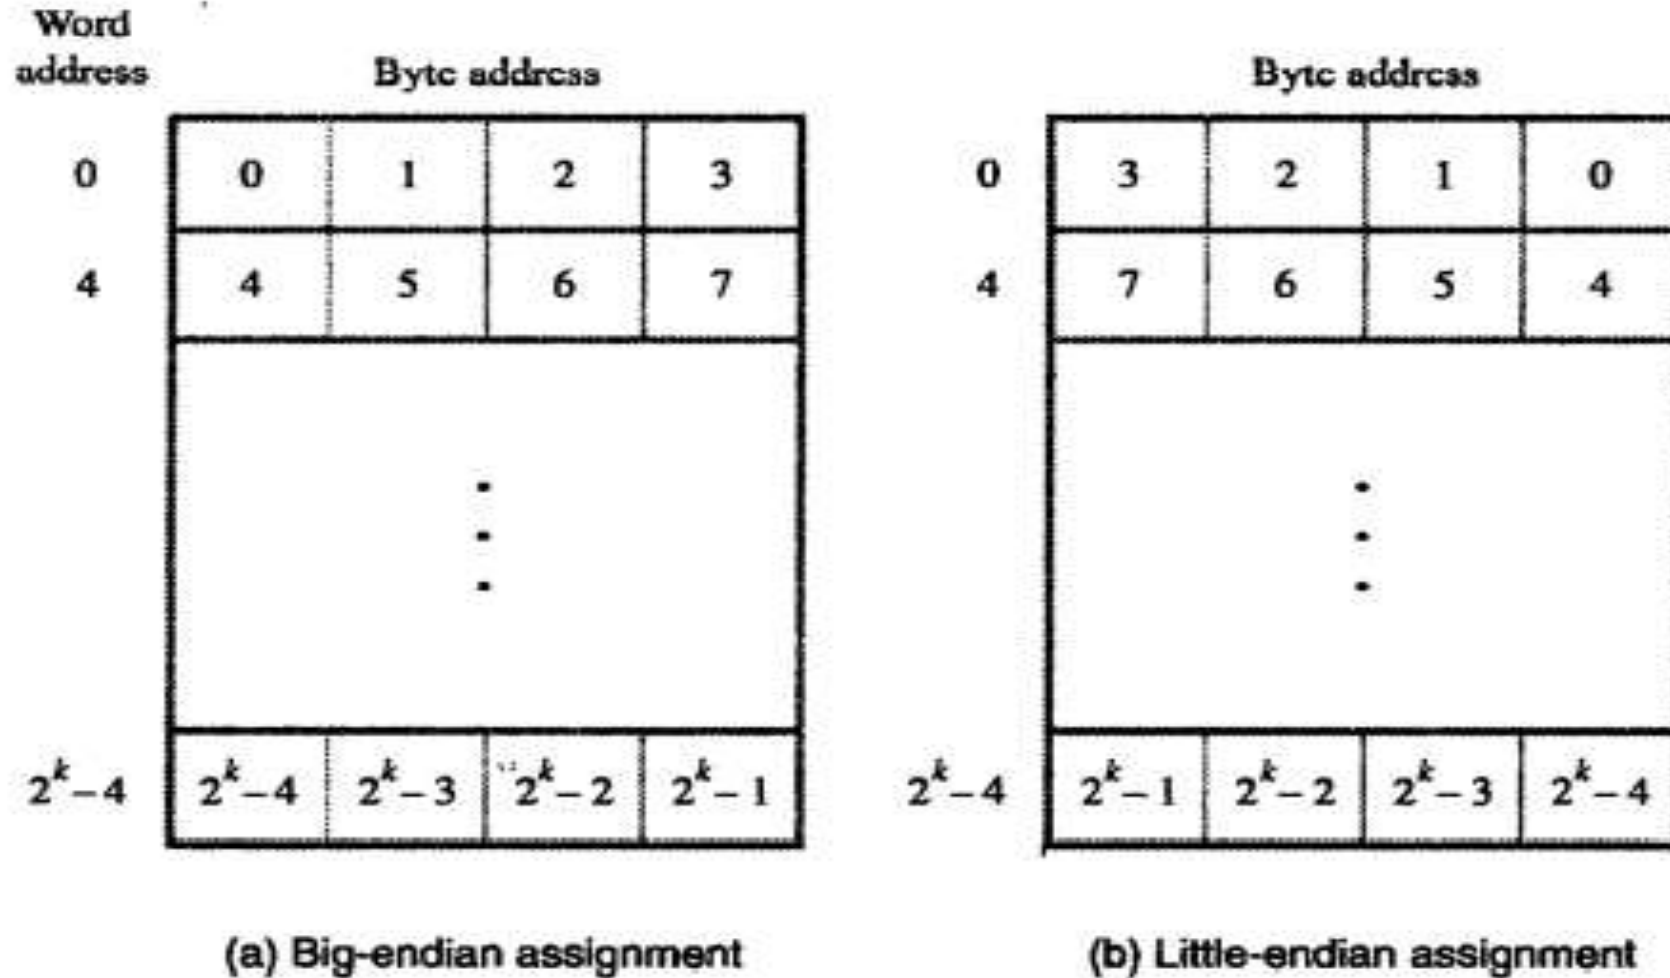 Word
address
Byte address
0 0 1 2 3
4 4 5 6 7
2^k-4 2^k-4 2^k-3 2^k-2 2^k-1
(a) Big-endian assignment
Byte address
0 3 2 1 0
4 7 6 5 4
2^k-4 2^k-1 2^k-2 2^k-3 2^k-4
(b) Little-endian assignment